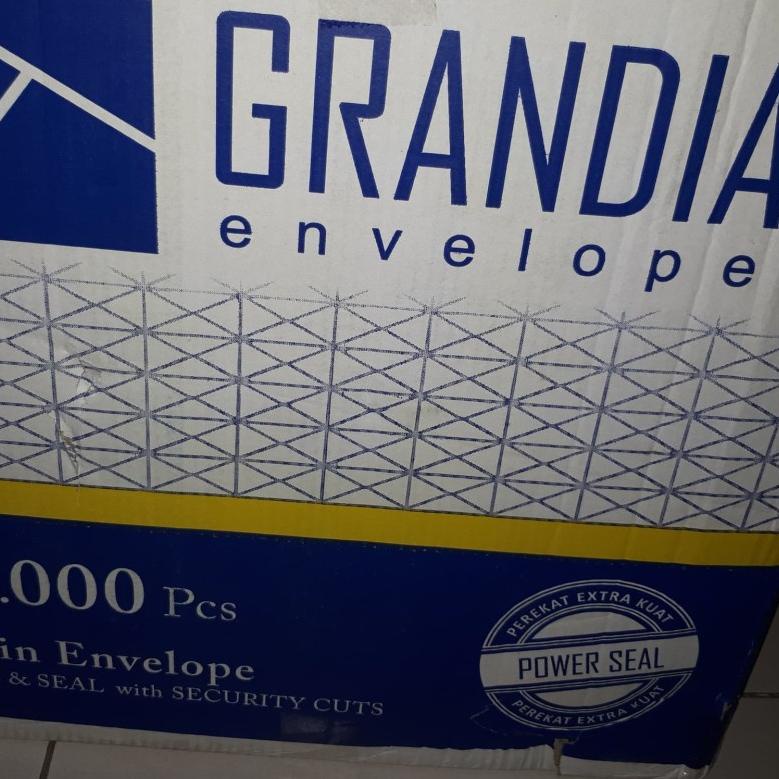 GRANDIA
envelope
.000 Pcs
in Envelope
& SEAL with SECURITY CUTS
PEREKAT EXTRA KUAT
POWER SEAL
PEREKAT EXTRA KUAT